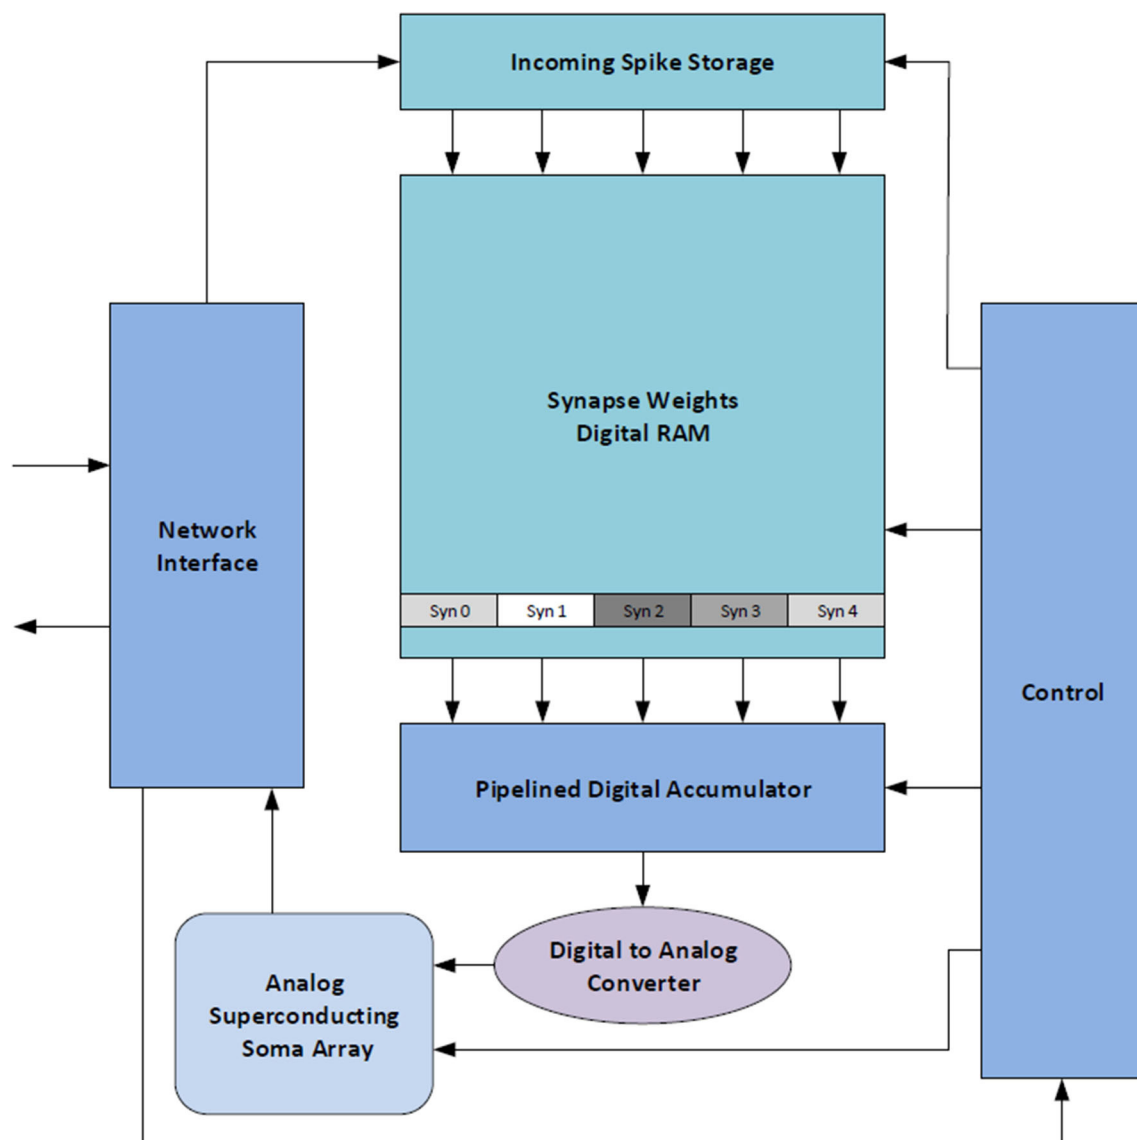 Incoming Spike Storage
Synapse Weights
Digital RAM
Network
Interface
Syn 0
Syn 1
Syn 2
Syn 3
Syn 4
Control
Pipelined Digital Accumulator
Digital to Analog
Converter
Analog
Superconducting
Soma Array